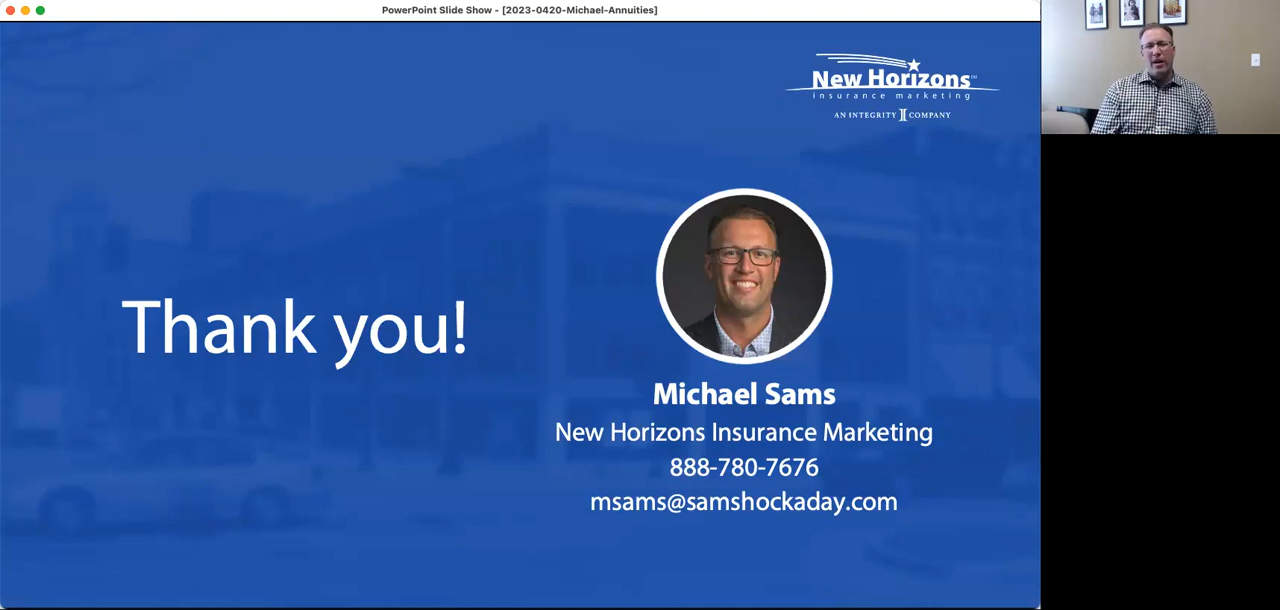 PowerPoint Slide Show - [2023-0420-Michael-Annuities]
New Horizons™
insurance marketing
AN INTEGRITY COMPANY
Thank you!
Michael Sams
New Horizons Insurance Marketing
888-780-7676
msams@samshockaday.com